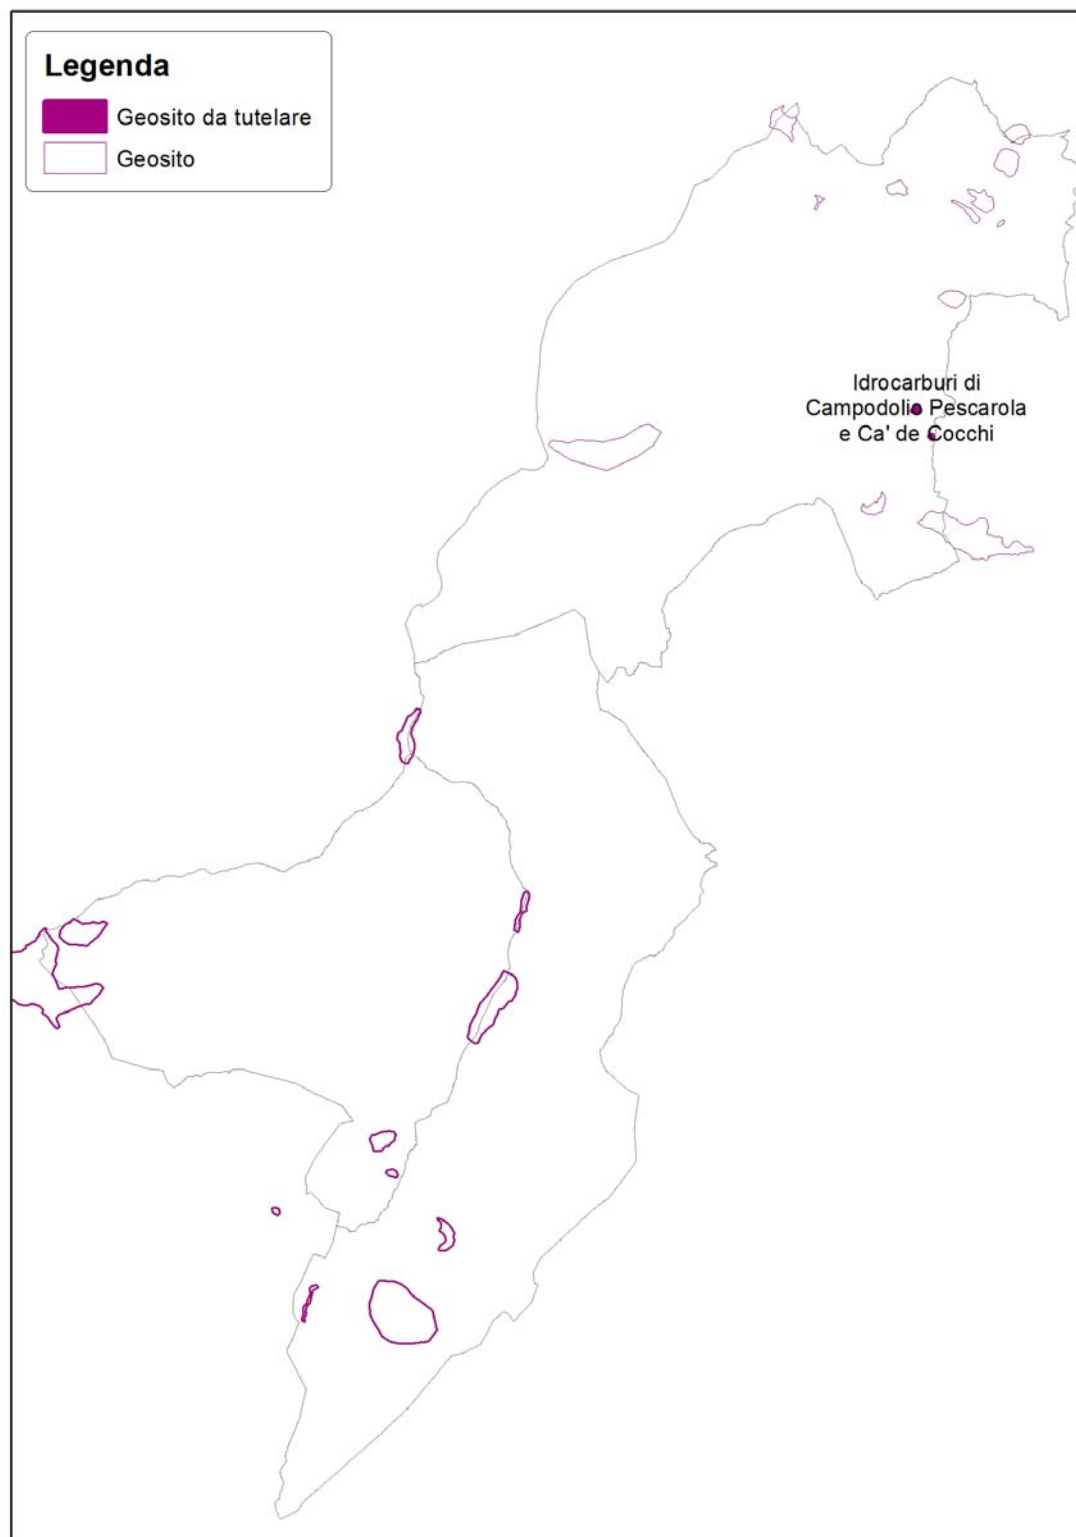 Legenda
Geosito da tutelare
Geosito
Idrocarburi di
Campodolio Pescarola
e Ca' de Cocchi